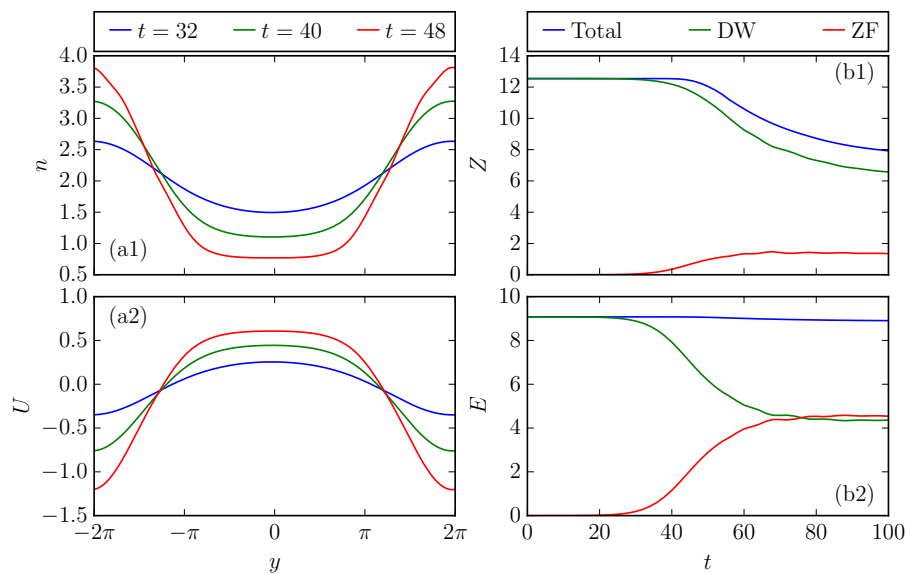 t = 32 t = 40 t = 48
Total DW ZF
4.0
3.5
3.0
2.5
2.0
1.5
1.0
0.5
n
(a1)
14
12
10
8
6
4
2
0
Z
(b1)
1.0
0.5
0.0
−0.5
−1.0
−1.5
U
(a2)
−2π −π 0 π 2π
y
10
8
6
4
2
0
E
(b2)
0 20 40 60 80 100
t